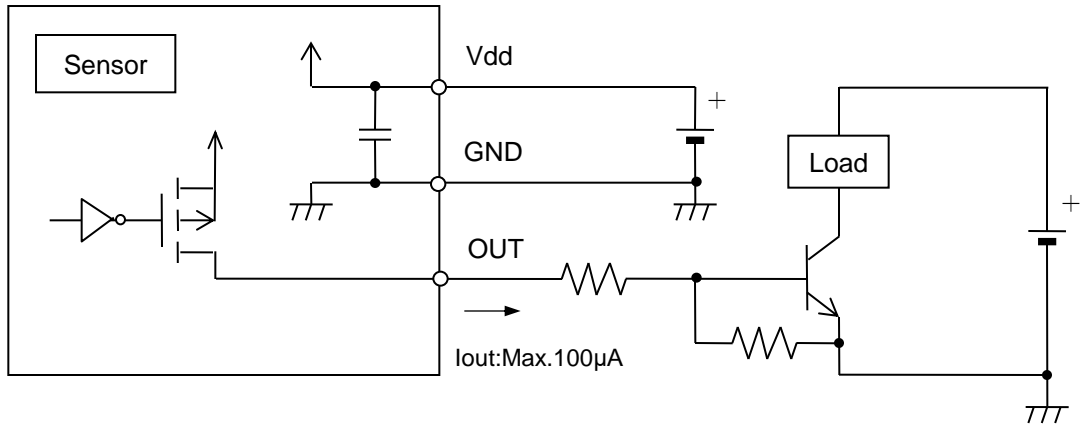 Sensor
Vdd
+
GND
Load
+
OUT
Iout:Max.100µA